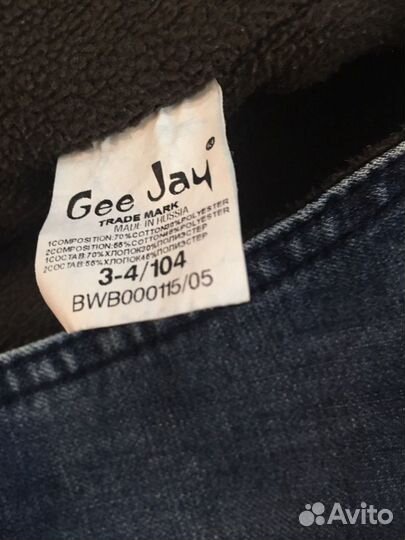 Gee Jay
TRADE MARK
MADE IN RUSSIA
1COMPOSITION: 70%COTTON30%POLYESTER
2COMPOSITION: 55%COTTON45%POLYESTER
1СОСТАВ: 70%ХЛОПОК30%ПОЛИЭСТЕР
2СОСТАВ: 55%ХЛОПОК45%ПОЛИЭСТЕР
3-4/104
BWB000115/05
Avito